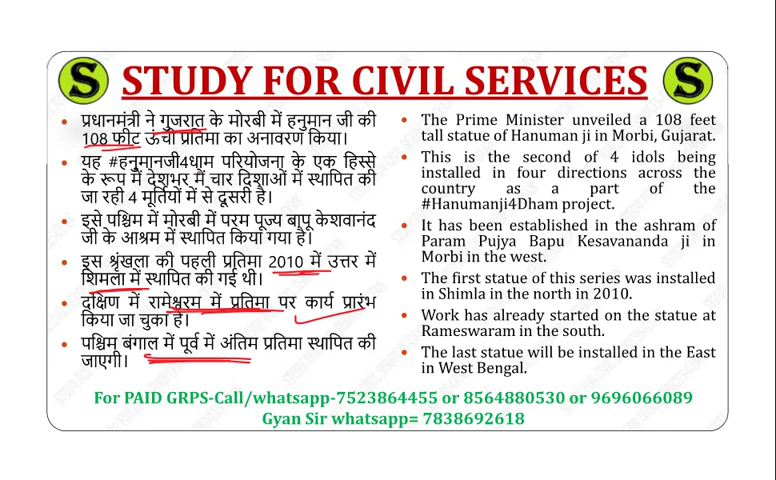 S STUDY FOR CIVIL SERVICES S
• प्रधानमंत्री ने गुजरात के मोरबी में हनुमान जी की
108 फीट ऊंची प्रतिमा का अनावरण किया।
• यह #हनुमानजी4धाम परियोजना के एक हिस्से
के रूप में देशभर में चार दिशाओं में स्थापित की
जा रही 4 मूर्तियों में से दूसरी है।
• इसे पश्चिम में मोरबी में परम पूज्य बापू केशवानंद
जी के आश्रम में स्थापित किया गया है।
• इस श्रृंखला की पहली प्रतिमा 2010 में उत्तर में
शिमला में स्थापित की गई थी।
• दक्षिण में रामेश्वरम में प्रतिमा पर कार्य प्रारंभ
किया जा चुका है।
• पश्चिम बंगाल में पूर्व में अंतिम प्रतिमा स्थापित की
जाएगी।
• The Prime Minister unveiled a 108 feet
tall statue of Hanuman ji in Morbi, Gujarat.
• This is the second of 4 idols being
installed in four directions across the
country as a part of the
#Hanumanji4Dham project.
• It has been established in the ashram of
Param Pujya Bapu Kesavananda ji in
Morbi in the west.
• The first statue of this series was installed
in Shimla in the north in 2010.
• Work has already started on the statue at
Rameswaram in the south.
• The last statue will be installed in the East
in West Bengal.
For PAID GRPS-Call/whatsapp-7523864455 or 8564880530 or 9696066089
Gyan Sir whatsapp= 7838692618